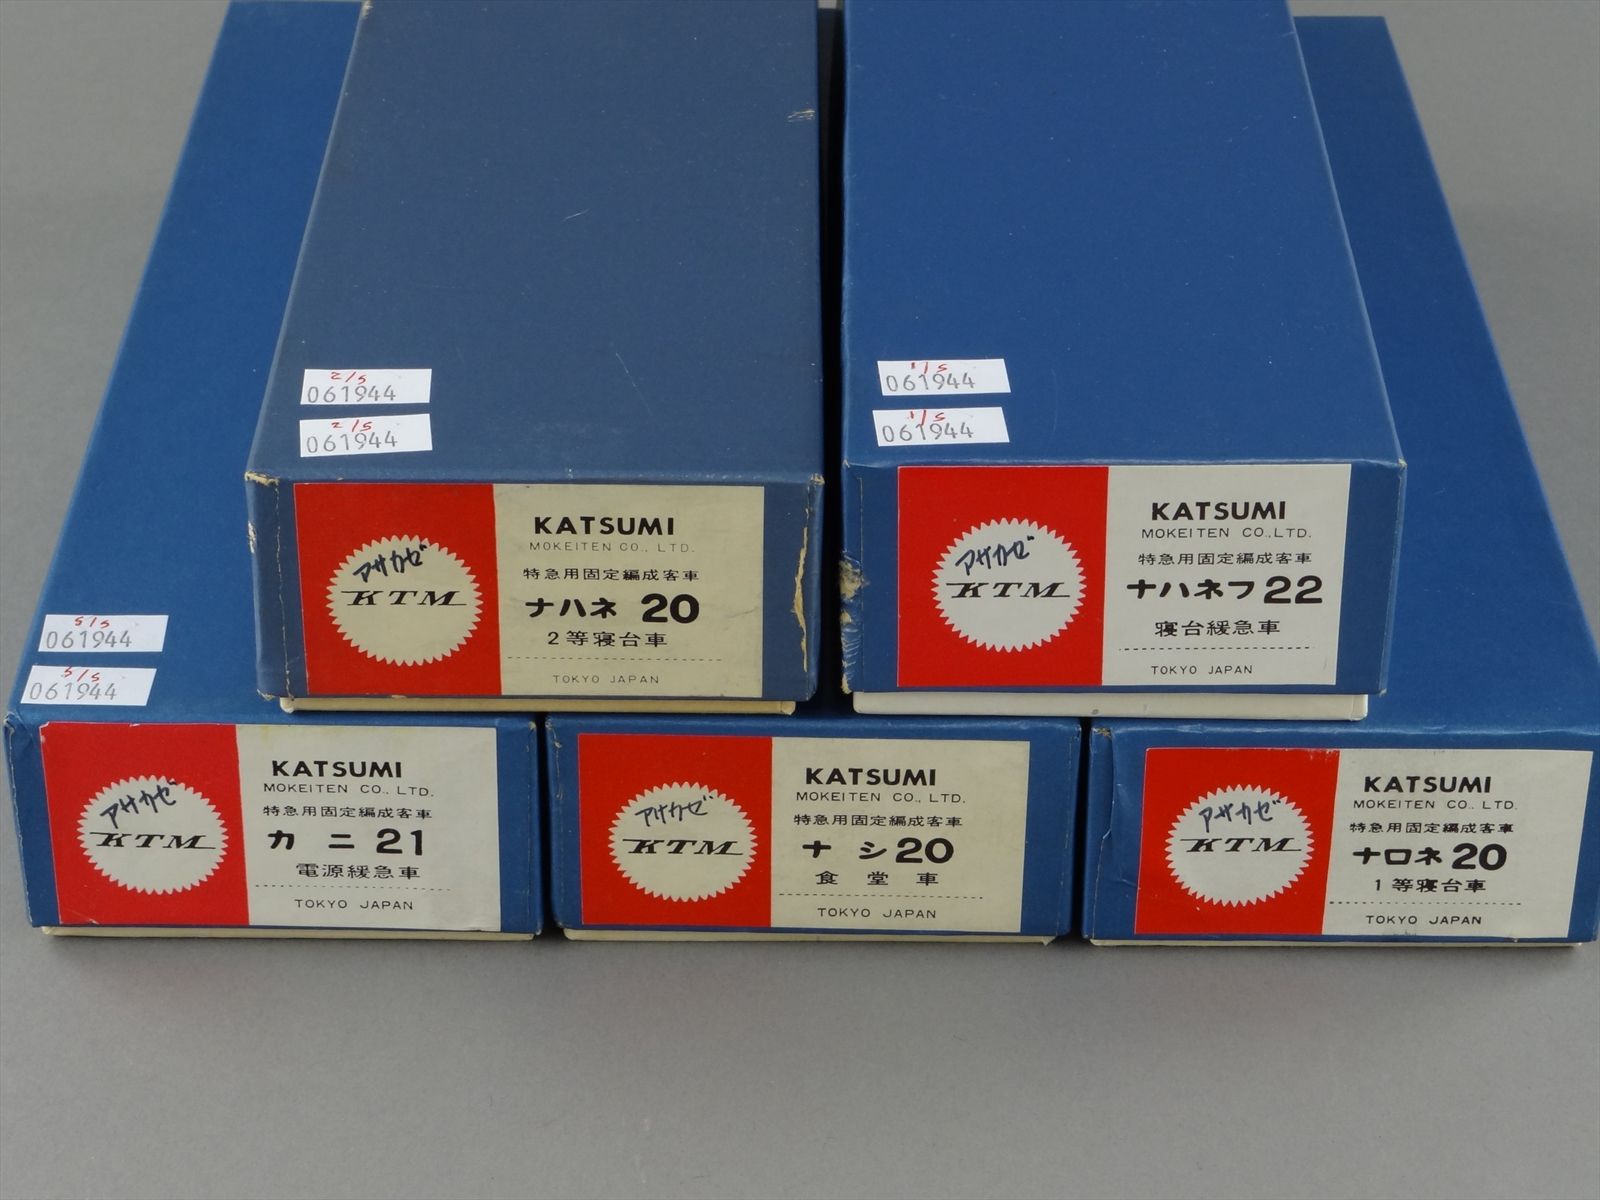 2/5
061944
2/5
061944
アサカゼ
KTM
KATSUMI
MOKEITEN CO., LTD.
特急用固定編成客車
ナハネ 20
2等寝台車
TOKYO JAPAN
1/5
061944
1/5
061944
アサカゼ
KTM
KATSUMI
MOKEITEN CO., LTD.
特急用固定編成客車
ナハネフ 22
寝台緩急車
TOKYO JAPAN
5/5
061944
5/5
061944
アサカゼ
KTM
KATSUMI
MOKEITEN CO., LTD.
特急用固定編成客車
カニ 21
電源緩急車
TOKYO JAPAN
アサカゼ
KTM
KATSUMI
MOKEITEN CO., LTD.
特急用固定編成客車
ナシ 20
食堂車
TOKYO JAPAN
アサカゼ
KTM
KATSUMI
MOKEITEN CO., LTD.
特急用固定編成客車
ナロネ 20
1等寝台車
TOKYO JAPAN